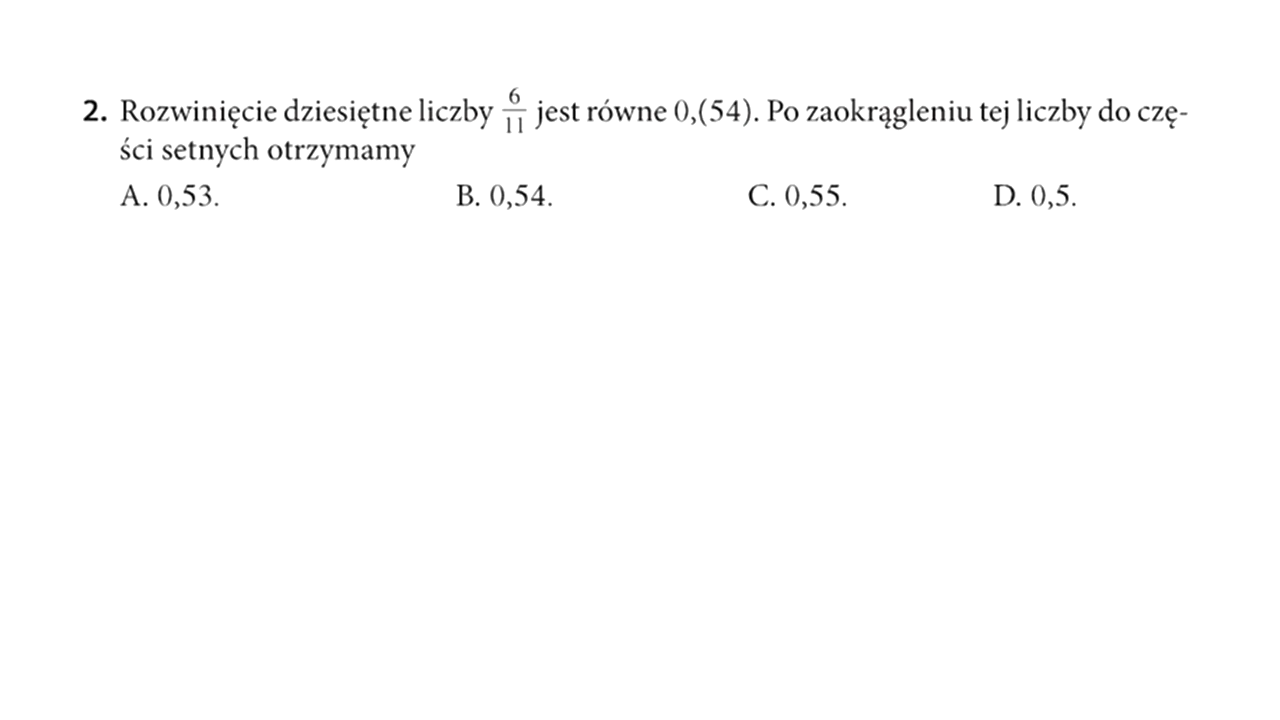 2. Rozwinięcie dziesiętne liczby 6/11 jest równe 0,(54). Po zaokrągleniu tej liczby do czę-
ści setnych otrzymamy
A. 0,53. B. 0,54. C. 0,55. D. 0,5.